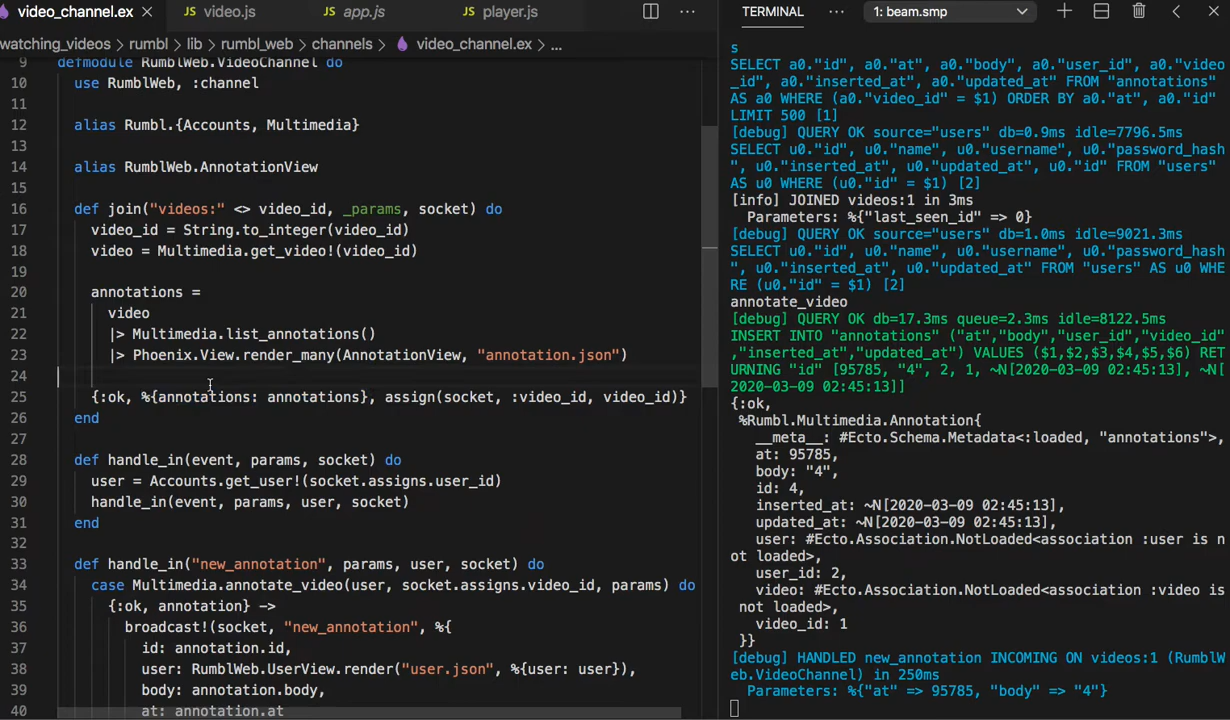 video_channel.ex
JS video.js
JS app.js
JS player.js
watching_videos > rumbl > lib > rumbl_web > channels > video_channel.ex > ...
9 defmodule RumblWeb.VideoChannel do
10 use RumblWeb, :channel
11
12 alias Rumbl.{Accounts, Multimedia}
13
14 alias RumblWeb.AnnotationView
15
16 def join("videos:" <> video_id, _params, socket) do
17 video_id = String.to_integer(video_id)
18 video = Multimedia.get_video!(video_id)
19
20 annotations =
21 video
22 |> Multimedia.list_annotations()
23 |> Phoenix.View.render_many(AnnotationView, "annotation.json")
24
25 {:ok, %{annotations: annotations}, assign(socket, :video_id, video_id)}
26 end
27
28 def handle_in(event, params, socket) do
29 user = Accounts.get_user!(socket.assigns.user_id)
30 handle_in(event, params, user, socket)
31 end
32
33 def handle_in("new_annotation", params, user, socket) do
34 case Multimedia.annotate_video(user, socket.assigns.video_id, params) do
35 {:ok, annotation} ->
36 broadcast!(socket, "new_annotation", %{
37 id: annotation.id,
38 user: RumblWeb.UserView.render("user.json", %{user: user}),
39 body: annotation.body,
40 at: annotation.at
TERMINAL
1: beam.smp
s
SELECT a0."id", a0."at", a0."body", a0."user_id", a0."video
_id", a0."inserted_at", a0."updated_at" FROM "annotations"
AS a0 WHERE (a0."video_id" = $1) ORDER BY a0."at", a0."id"
LIMIT 500 [1]
[debug] QUERY OK source="users" db=0.9ms idle=7796.5ms
SELECT u0."id", u0."name", u0."username", u0."password_hash
", u0."inserted_at", u0."updated_at", u0."id" FROM "users"
AS u0 WHERE (u0."id" = $1) [2]
[info] JOINED videos:1 in 3ms
Parameters: %{"last_seen_id" => 0}
[debug] QUERY OK source="users" db=1.0ms idle=9021.3ms
SELECT u0."id", u0."name", u0."username", u0."password_hash
", u0."inserted_at", u0."updated_at" FROM "users" AS u0 WHE
RE (u0."id" = $1) [2]
annotate_video
[debug] QUERY OK db=17.3ms queue=2.3ms idle=8122.5ms
INSERT INTO "annotations" ("at","body","user_id","video_id"
,"inserted_at","updated_at") VALUES ($1,$2,$3,$4,$5,$6) RET
URNING "id" [95785, "4", 2, 1, ~N[2020-03-09 02:45:13], ~N[
2020-03-09 02:45:13]]
{:ok,
%Rumbl.Multimedia.Annotation{
__meta__: #Ecto.Schema.Metadata<:loaded, "annotations">,
at: 95785,
body: "4",
id: 4,
inserted_at: ~N[2020-03-09 02:45:13],
updated_at: ~N[2020-03-09 02:45:13],
user: #Ecto.Association.NotLoaded<association :user is n
ot loaded>,
user_id: 2,
video: #Ecto.Association.NotLoaded<association :video is
not loaded>,
video_id: 1
}}
[debug] HANDLED new_annotation INCOMING ON videos:1 (RumblW
eb.VideoChannel) in 250ms
Parameters: %{"at" => 95785, "body" => "4"}